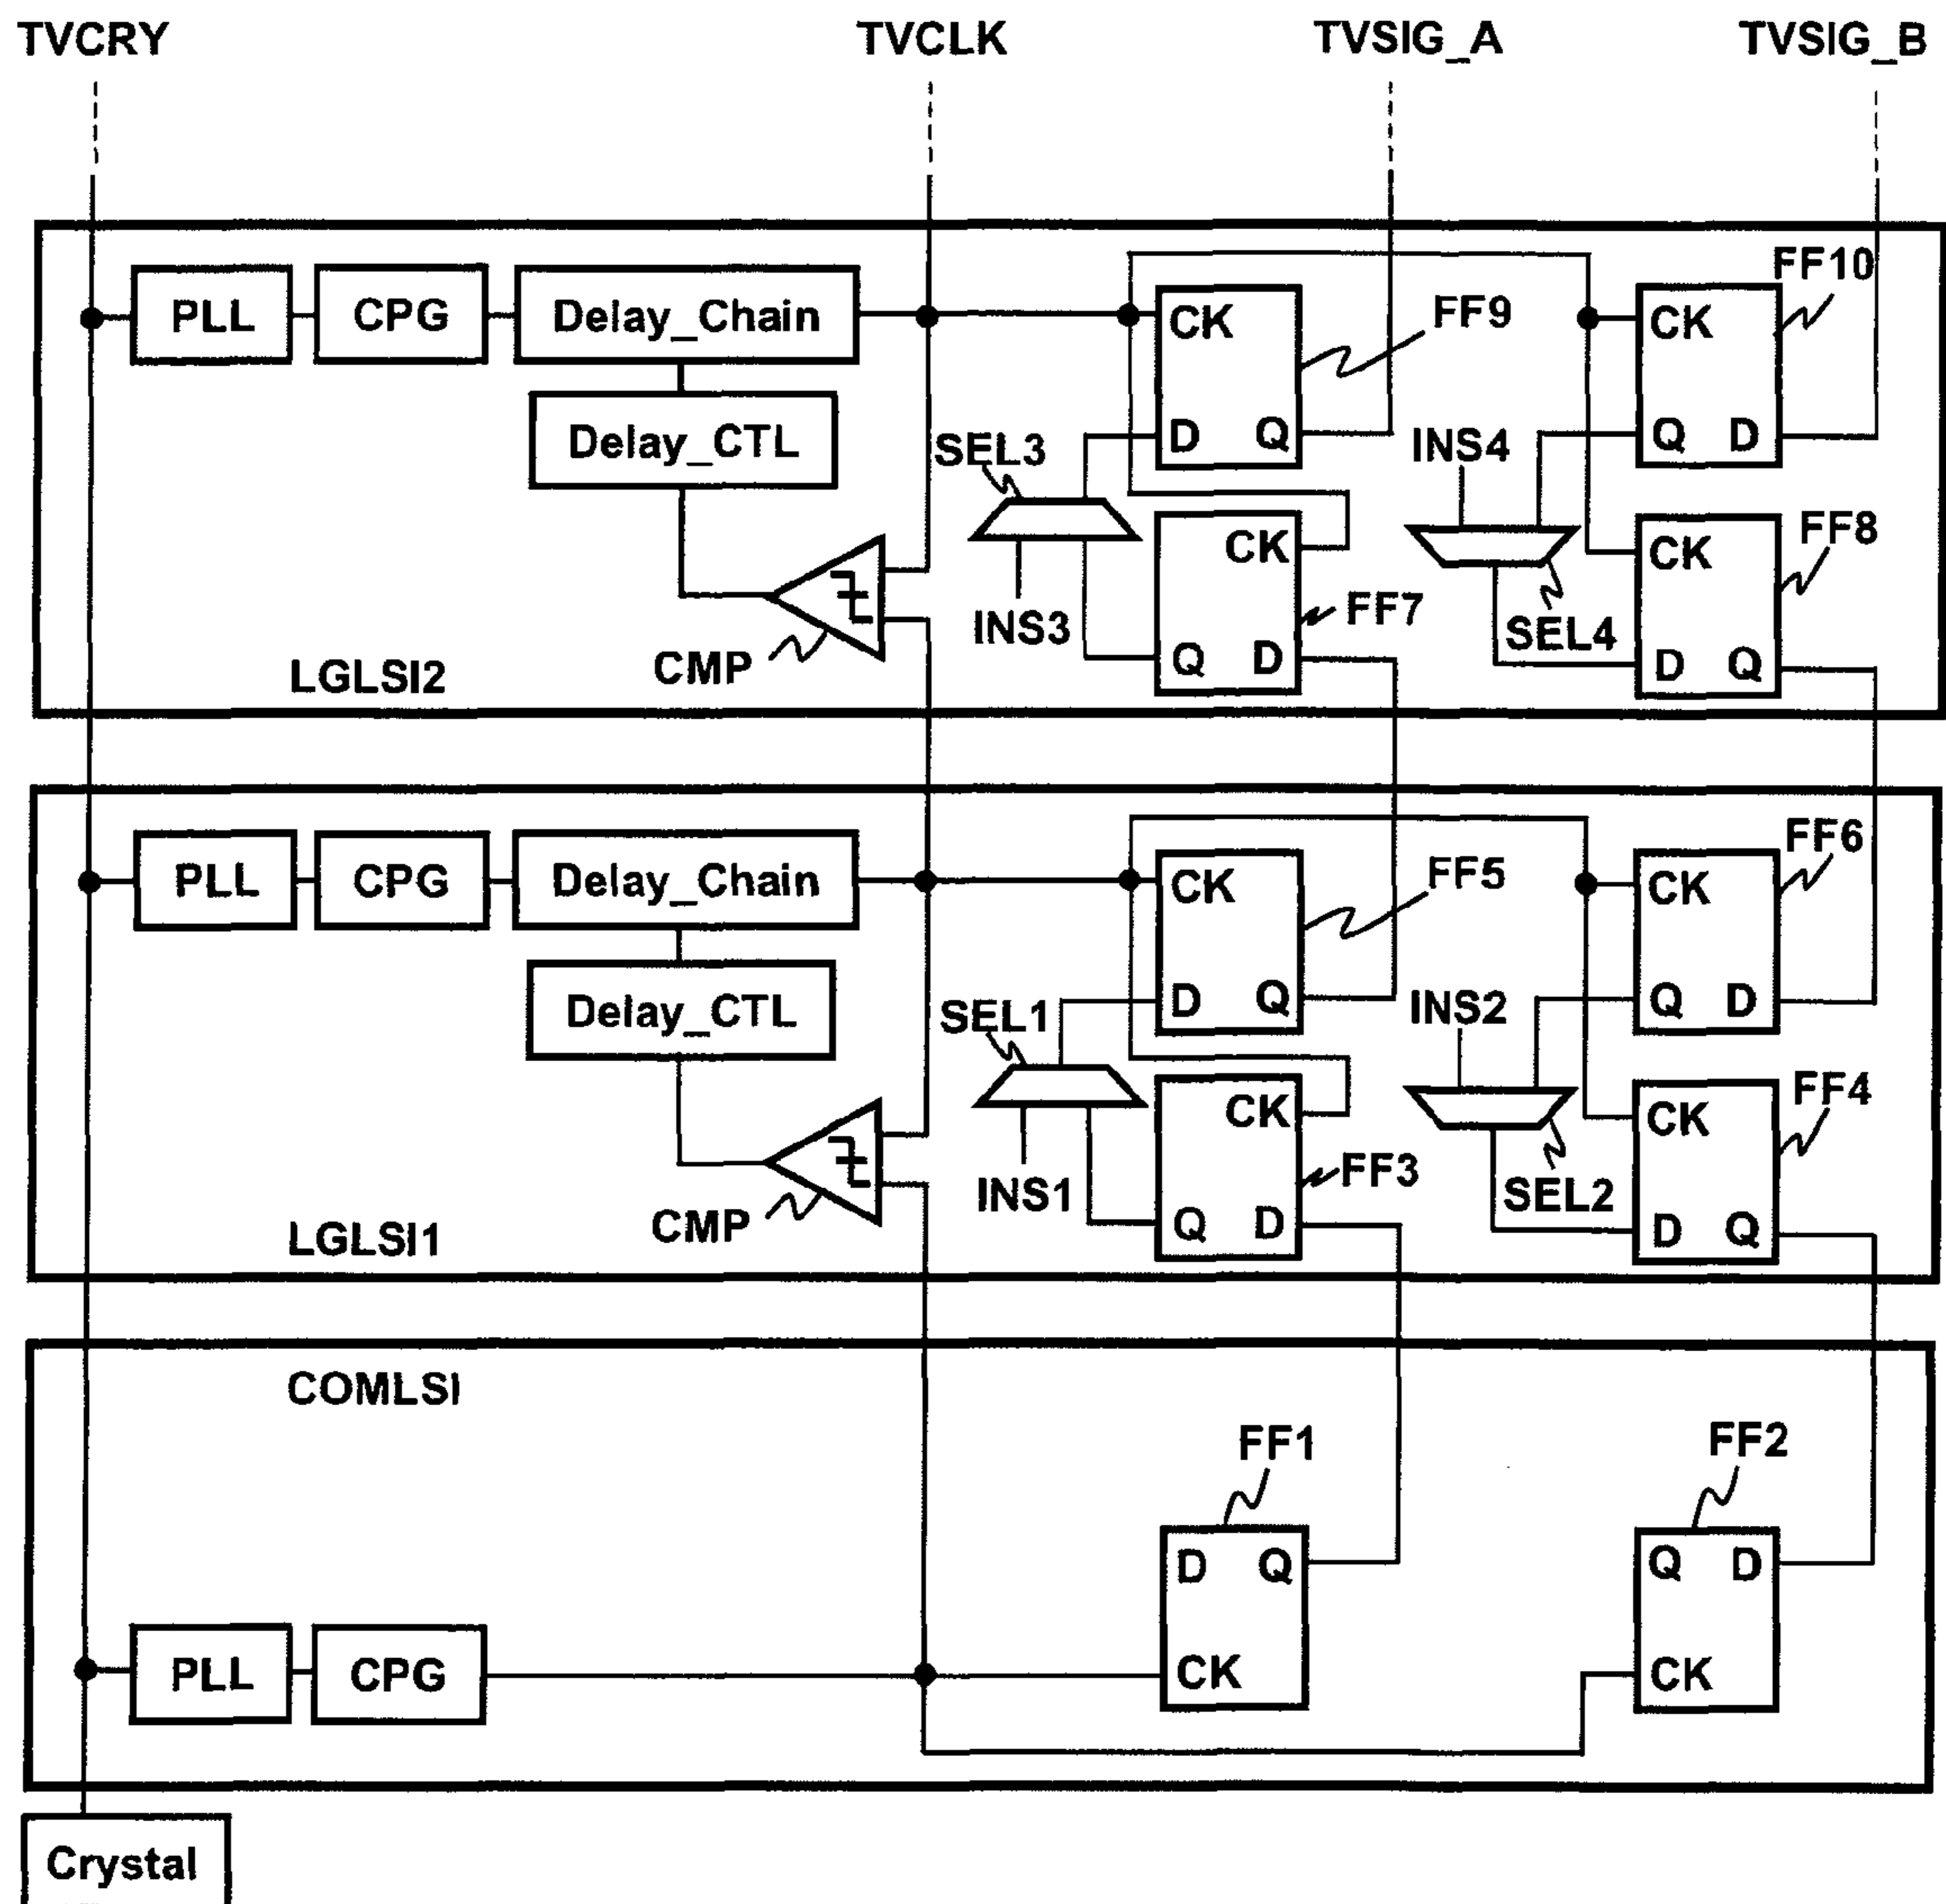 TVCRY TVCLK TVSIG_A TVSIG_B
PLL CPG Delay_Chain CK FF9 CK FF10
Delay_CTL SEL3 D Q INS4 Q D
CK CK FF8
INS3 FF7 SEL4
LGLSI2 CMP Q D D Q
PLL CPG Delay_Chain CK FF5 CK FF6
Delay_CTL SEL1 D Q INS2 Q D
CK CK FF4
INS1 FF3 SEL2
LGLSI1 CMP Q D D Q
COMLSI
FF1 FF2
D Q Q D
PLL CPG CK CK
Crystal